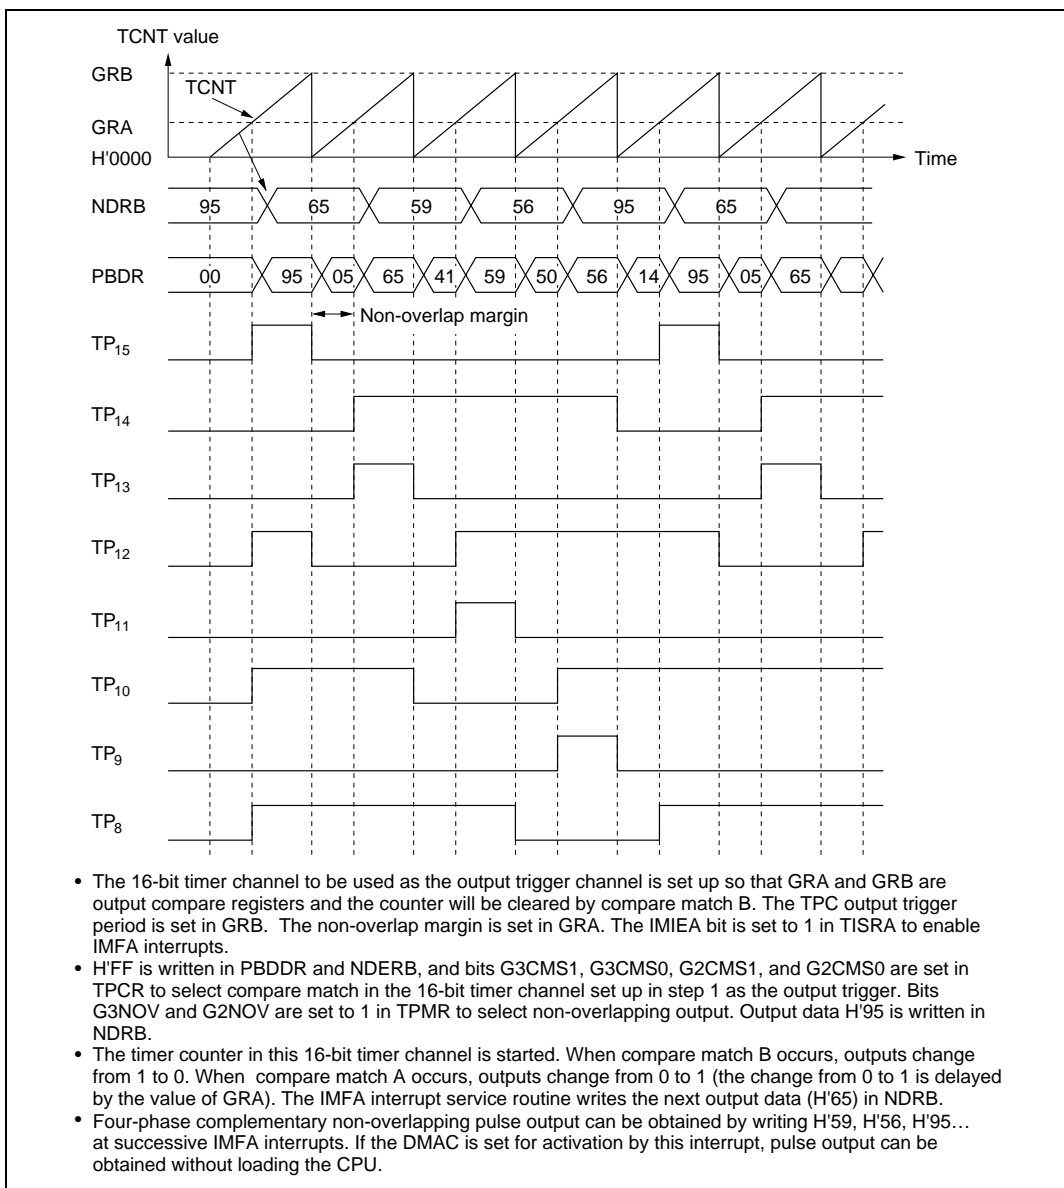 TCNT value
GRB
TCNT
GRA
H'0000
Time
NDRB 95 65 59 56 95 65
PBDR 00 95 05 65 41 59 50 56 14 95 05 65
Non-overlap margin
TP15
TP14
TP13
TP12
TP11
TP10
TP9
TP8
• The 16-bit timer channel to be used as the output trigger channel is set up so that GRA and GRB are
output compare registers and the counter will be cleared by compare match B. The TPC output trigger
period is set in GRB. The non-overlap margin is set in GRA. The IMIEA bit is set to 1 in TISRA to enable
IMFA interrupts.
• H'FF is written in PBDDR and NDERB, and bits G3CMS1, G3CMS0, G2CMS1, and G2CMS0 are set in
TPCR to select compare match in the 16-bit timer channel set up in step 1 as the output trigger. Bits
G3NOV and G2NOV are set to 1 in TPMR to select non-overlapping output. Output data H'95 is written in
NDRB.
• The timer counter in this 16-bit timer channel is started. When compare match B occurs, outputs change
from 1 to 0. When compare match A occurs, outputs change from 0 to 1 (the change from 0 to 1 is delayed
by the value of GRA). The IMFA interrupt service routine writes the next output data (H'65) in NDRB.
• Four-phase complementary non-overlapping pulse output can be obtained by writing H'59, H'56, H'95…
at successive IMFA interrupts. If the DMAC is set for activation by this interrupt, pulse output can be
obtained without loading the CPU.